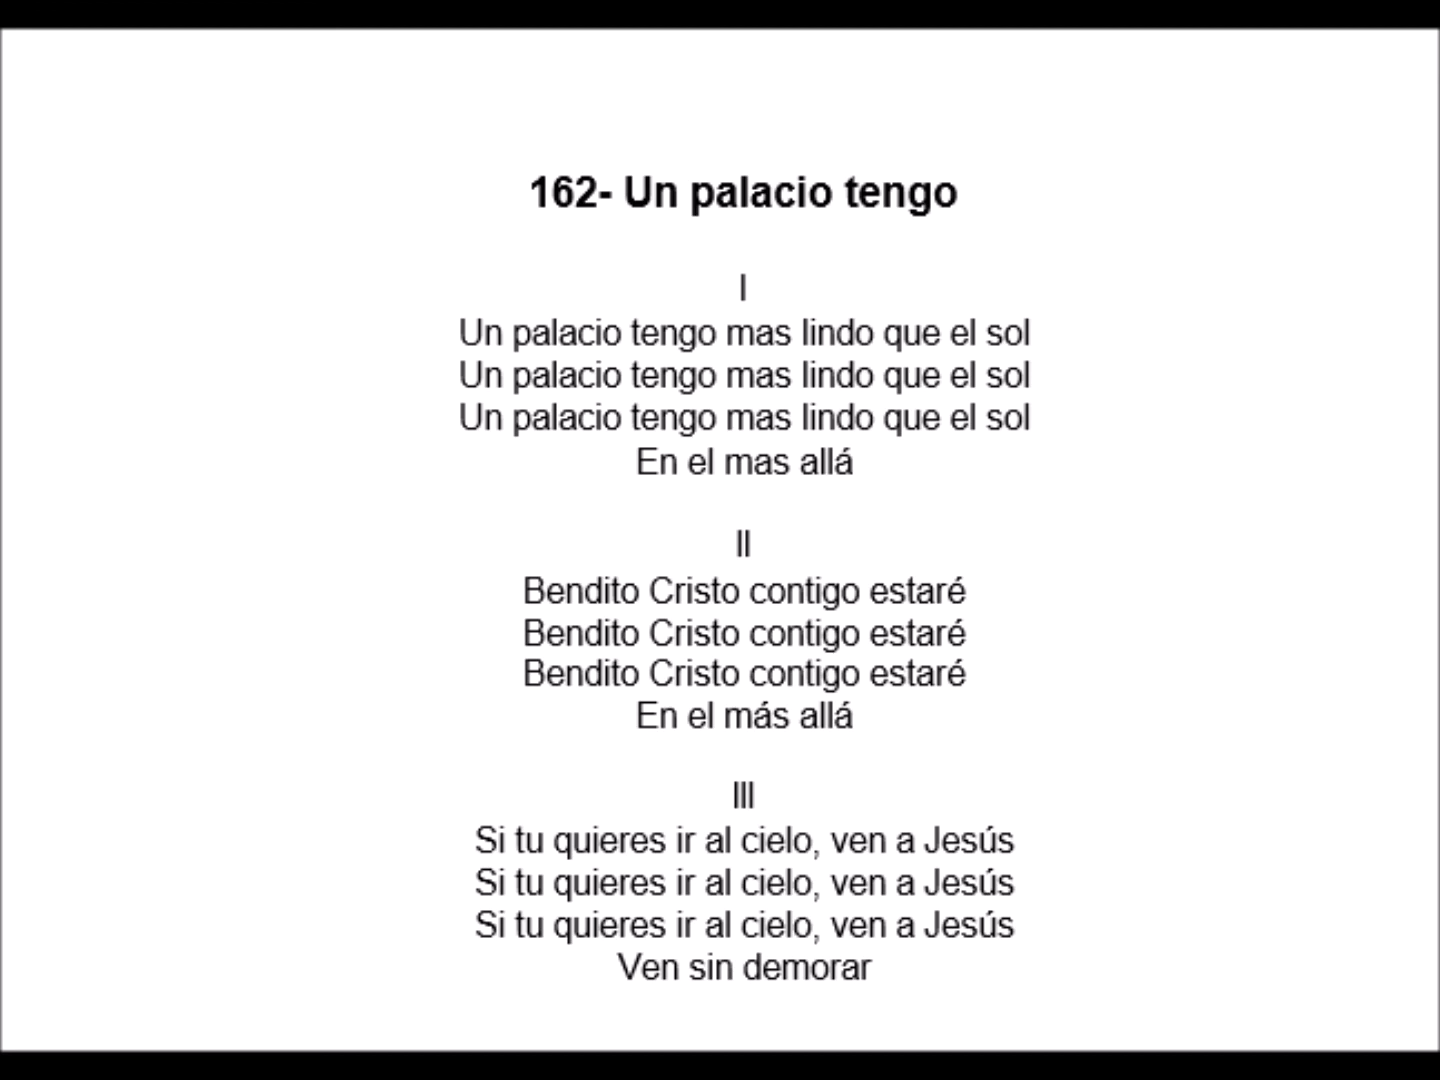 162- Un palacio tengo
I
Un palacio tengo mas lindo que el sol
Un palacio tengo mas lindo que el sol
Un palacio tengo mas lindo que el sol
En el mas allá
II
Bendito Cristo contigo estaré
Bendito Cristo contigo estaré
Bendito Cristo contigo estaré
En el más allá
III
Si tu quieres ir al cielo, ven a Jesús
Si tu quieres ir al cielo, ven a Jesús
Si tu quieres ir al cielo, ven a Jesús
Ven sin demorar